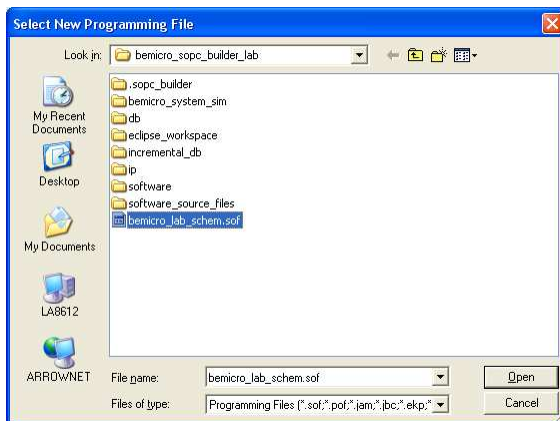 Select New Programming File
Look in: bemicro_sopc_builder_lab
.sopc_builder
bemicro_system_sim
db
eclipse_workspace
incremental_db
ip
software
software_source_files
bemicro_lab_schem.sof
My Recent
Documents
Desktop
My Documents
LA8612
ARROWNET
File name: bemicro_lab_schem.sof Open
Files of type: Programming Files (*.sof;*.pof;*.jam;*.jbc;*.ekp;* Cancel